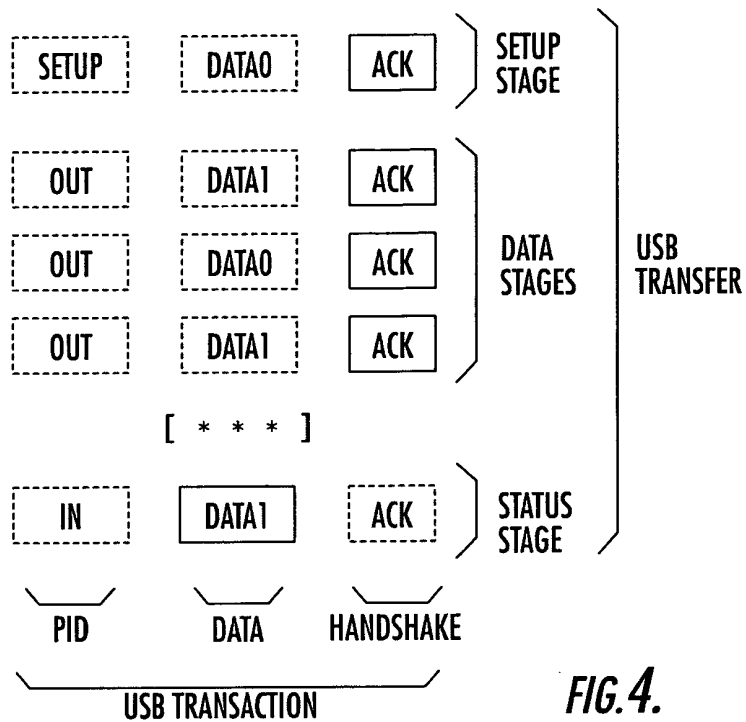 SETUP DATA0 ACK SETUP STAGE
OUT DATA1 ACK
OUT DATA0 ACK DATA STAGES USB TRANSFER
OUT DATA1 ACK
[ * * * ]
IN DATA1 ACK STATUS STAGE
PID DATA HANDSHAKE
USB TRANSACTION
FIG.4.